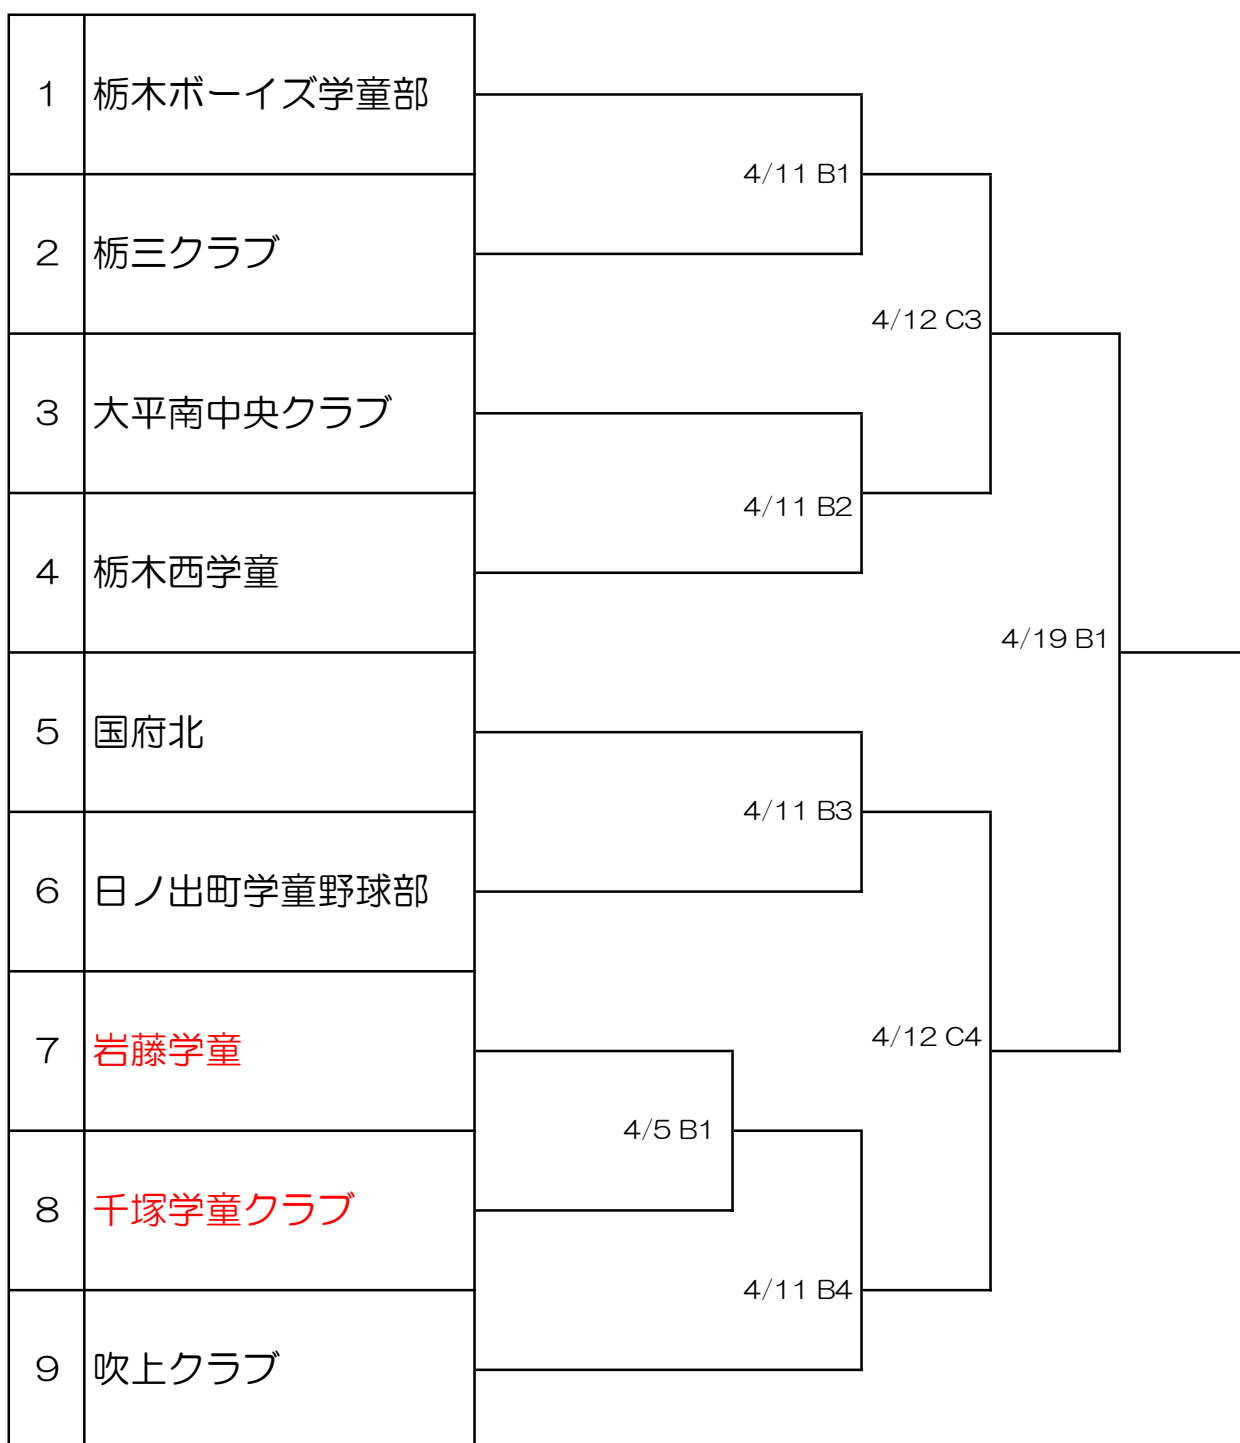 1 栃木ボーイズ学童部
4/11 B1
2 栃三クラブ
4/12 C3
3 大平南中央クラブ
4/11 B2
4 栃木西学童
4/19 B1
5 国府北
4/11 B3
6 日ノ出町学童野球部
4/12 C4
7 岩藤学童
4/5 B1
8 千塚学童クラブ
4/11 B4
9 吹上クラブ